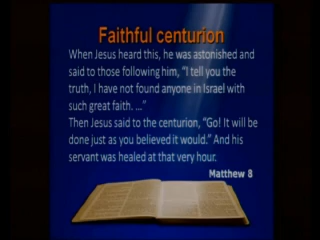 Faithful centurion
When Jesus heard this, he was astonished and
said to those following him, “I tell you the
truth, I have not found anyone in Israel with
such great faith. ...”
Then Jesus said to the centurion, “Go! It will be
done just as you believed it would.” And his
servant was healed at that very hour.
Matthew 8